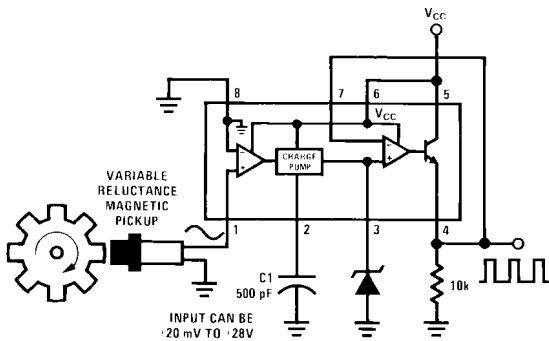 VCC
8
7
6
5
VCC
CHARGE
PUMP
VARIABLE
RELUCTANCE
MAGNETIC
PICKUP
1
2
3
4
C1
500 pF
10k
INPUT CAN BE
20 mV TO 28V